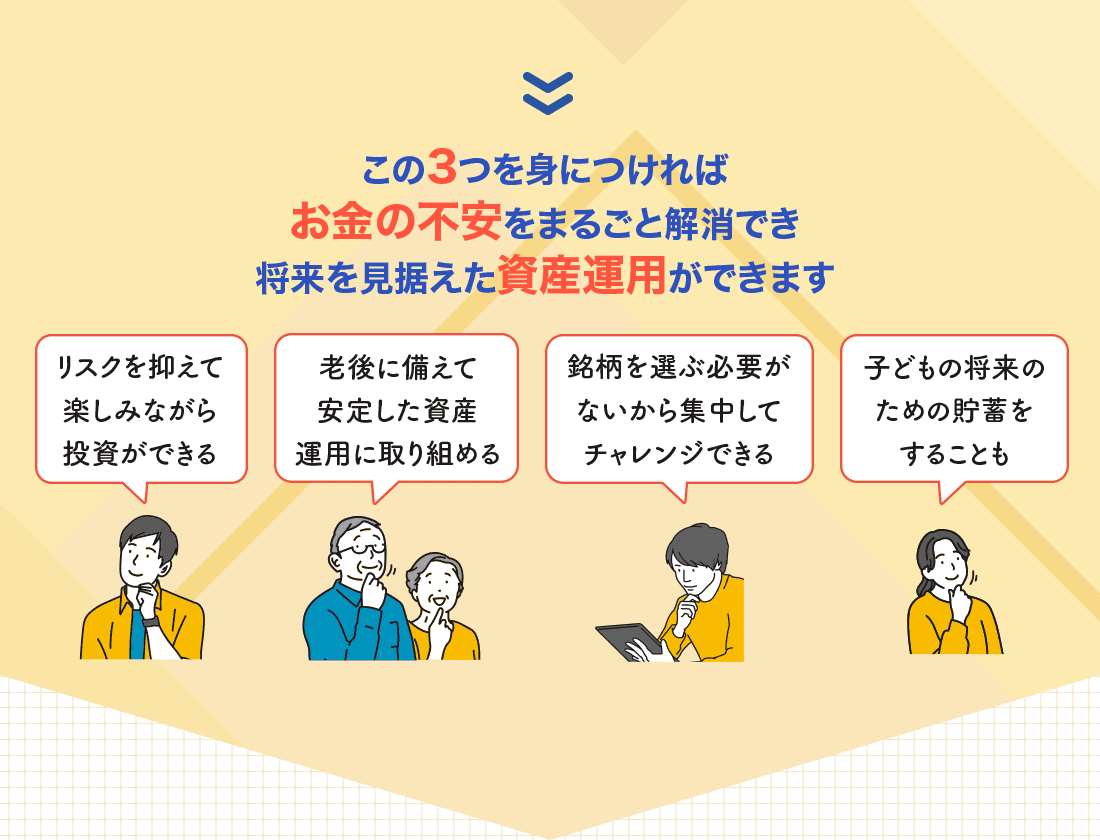 この3つを身につければ
お金の不安をまるごと解消でき
将来を見据えた資産運用ができます
リスクを抑えて
楽しみながら
投資ができる
老後に備えて
安定した資産
運用に取り組める
銘柄を選ぶ必要が
ないから集中して
チャレンジできる
子どもの将来の
ための貯蓄を
することも